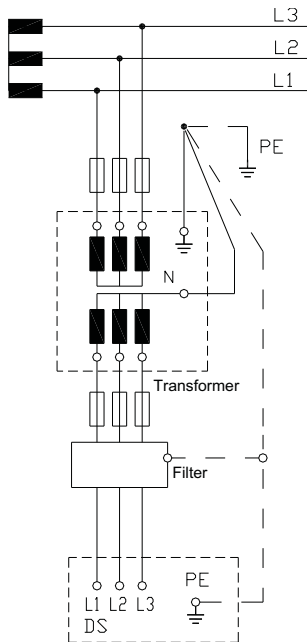 L3
L2
L1
PE
N
Transformer
Filter
PE
L1 L2 L3
DS